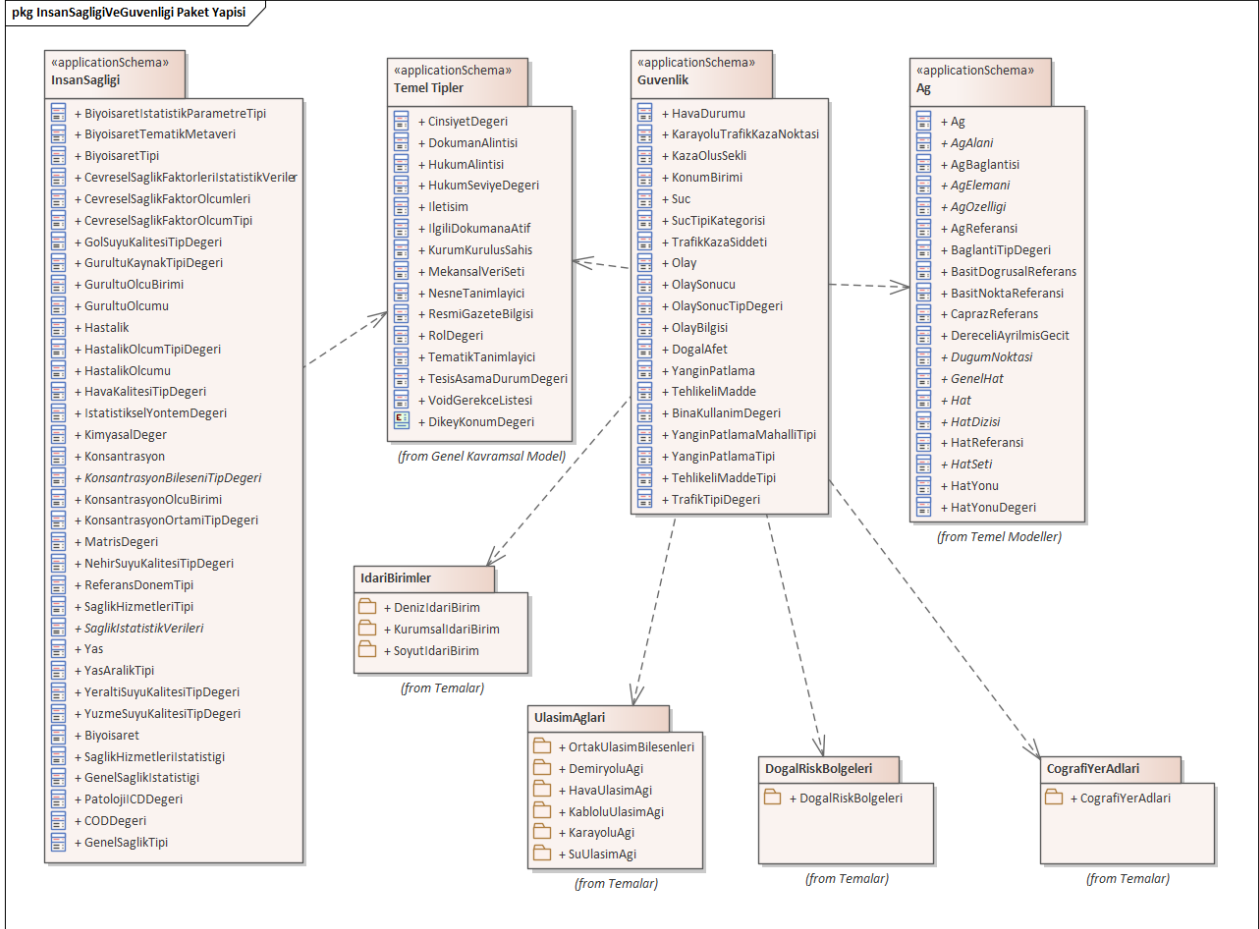 pkg InsanSagligiVeGuvenligi Paket Yapisi
«applicationSchema»
InsanSagligi
+ BiyoisaretIstatistikParametreTipi
+ BiyoisaretTematikMetaveri
+ BiyoisaretTipi
+ CevreselSaglikFaktorleriIstatistikVeriler
+ CevreselSaglikFaktorOlcumleri
+ CevreselSaglikFaktorOlcumTipi
+ GolSuyuKalitesiTipDegeri
+ GurultuKaynakTipiDegeri
+ GurultuOlcuBirimi
+ GurultuOlcumu
+ Hastalik
+ HastalikOlcumTipiDegeri
+ HastalikOlcumu
+ HavaKalitesiTipDegeri
+ IstatistikselYontemDegeri
+ KimyasalDeger
+ Konsantrasyon
+ KonsantrasyonBileseniTipDegeri
+ KonsantrasyonOlcuBirimi
+ KonsantrasyonOrtamiTipDegeri
+ MatrisDegeri
+ NehirSuyuKalitesiTipDegeri
+ ReferansDonemTipi
+ SaglikHizmetleriTipi
+ SaglikIstatistikVerileri
+ Yas
+ YasAralikTipi
+ YeraltiSuyuKalitesiTipDegeri
+ YuzmeSuyuKalitesiTipDegeri
+ Biyoisaret
+ SaglikHizmetleriIstatistigi
+ GenelSaglikIstatistigi
+ PatolojiICDDegeri
+ CODDegeri
+ GenelSaglikTipi
«applicationSchema»
Temel Tipler
+ CinsiyetDegeri
+ DokumanAlintisi
+ HukumAlintisi
+ HukumSeviyeDegeri
+ Iletisim
+ IlgiliDokumanaAtif
+ KurumKurulusSahis
+ MekansalVeriSeti
+ NesneTanimlayici
+ ResmiGazeteBilgisi
+ RolDegeri
+ TematikTanimlayici
+ TesisAsamaDurumDegeri
+ VoidGerekceListesi
+ DikeyKonumDegeri
(from Genel Kavramsal Model)
«applicationSchema»
Guvenlik
+ HavaDurumu
+ KarayoluTrafikKazaNoktasi
+ KazaOlusSekli
+ KonumBirimi
+ Suc
+ SucTipiKategorisi
+ TrafikKazaSiddeti
+ Olay
+ OlaySonucu
+ OlaySonucTipDegeri
+ OlayBilgisi
+ DogalAfet
+ YanginPatlama
+ TehlikeliMadde
+ BinaKullanimDegeri
+ YanginPatlamaMahalliTipi
+ YanginPatlamaTipi
+ TehlikeliMaddeTipi
+ TrafikTipiDegeri
«applicationSchema»
Ag
+ Ag
+ AgAlani
+ AgBaglantisi
+ AgElemani
+ AgOzelligi
+ AgReferansi
+ BaglantiTipDegeri
+ BasitDogrusalReferans
+ BasitNoktaReferansi
+ CaprazReferans
+ DereceliAyrilmisGecit
+ DugumNoktasi
+ GenelHat
+ Hat
+ HatDizisi
+ HatReferansi
+ HatSeti
+ HatYonu
+ HatYonuDegeri
(from Temel Modeller)
IdariBirimler
+ DenizIdariBirim
+ KurumsalIdariBirim
+ SoyutIdariBirim
(from Temalar)
UlasimAglari
+ OrtakUlasimBilesenleri
+ DemiryoluAgi
+ HavaUlasimAgi
+ KabloluUlasimAgi
+ KarayoluAgi
+ SuUlasimAgi
(from Temalar)
DogalRiskBolgeleri
+ DogalRiskBolgeleri
(from Temalar)
CografiYerAdlari
+ CografiYerAdlari
(from Temalar)